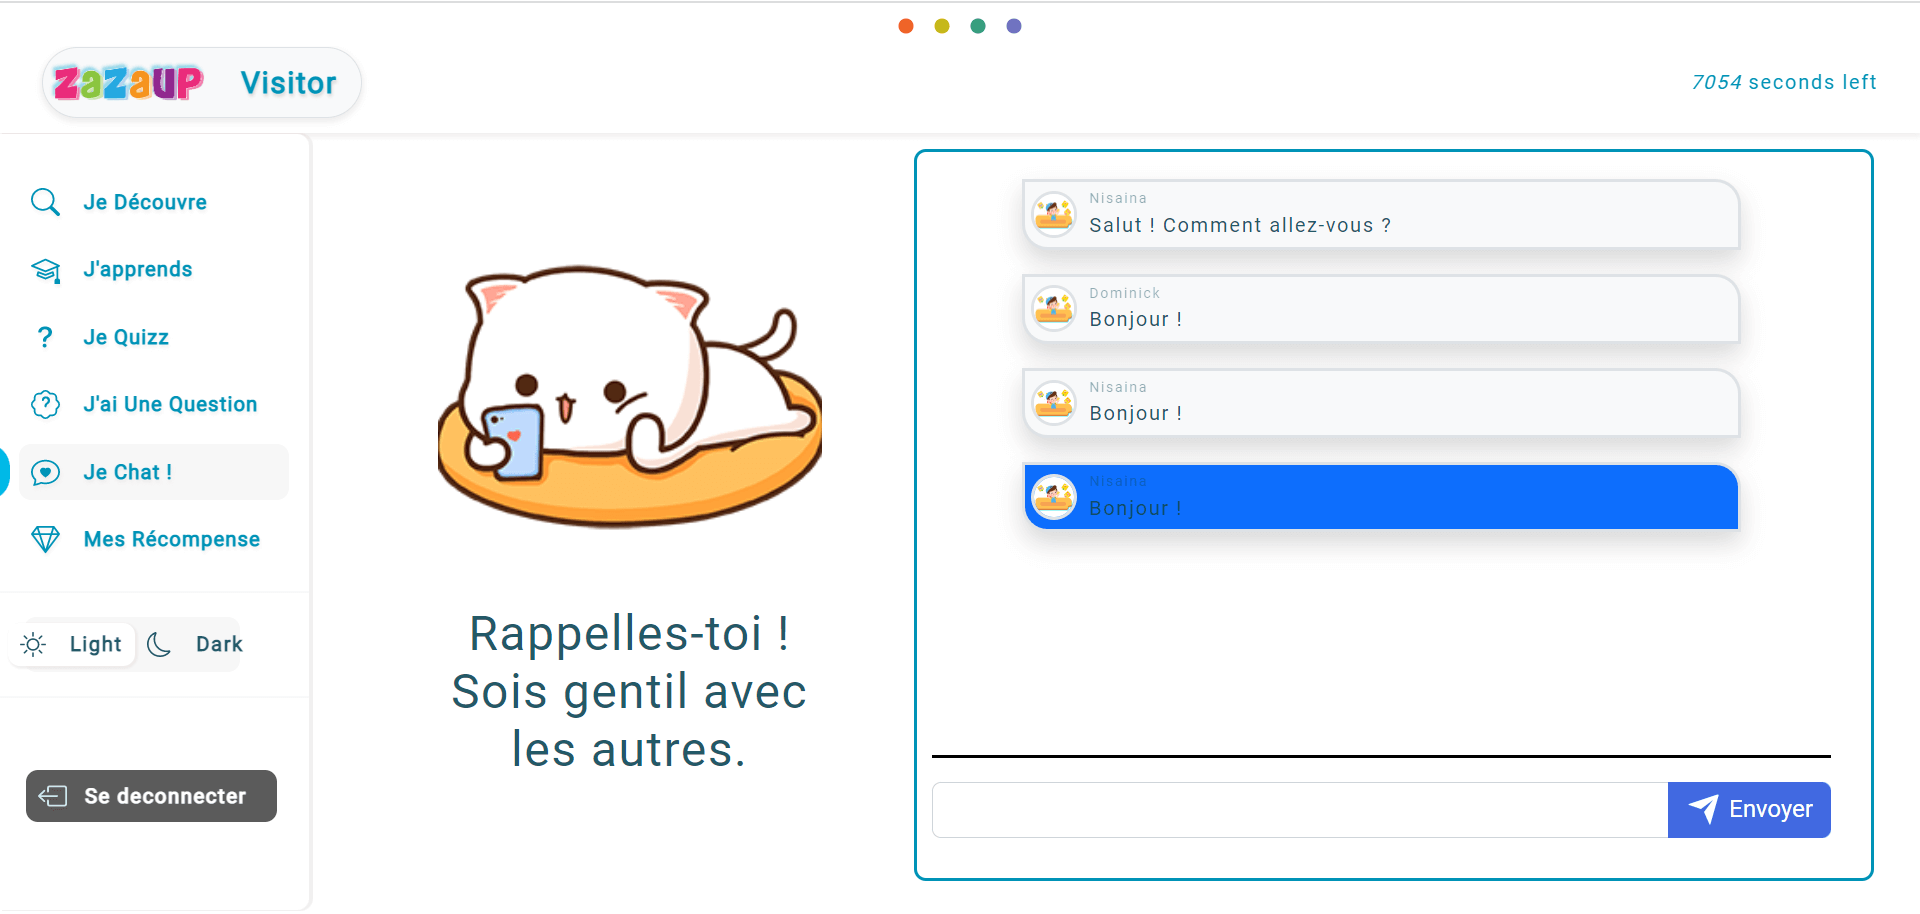 zazaUP Visitor
7054 seconds left
Je Découvre
J'apprends
Je Quizz
J'ai Une Question
Je Chat !
Mes Récompense
Light Dark
Se deconnecter
Rappelles-toi !
Sois gentil avec
les autres.
Nisaina
Salut ! Comment allez-vous ?
Dominick
Bonjour !
Nisaina
Bonjour !
Nisaina
Bonjour !
Envoyer